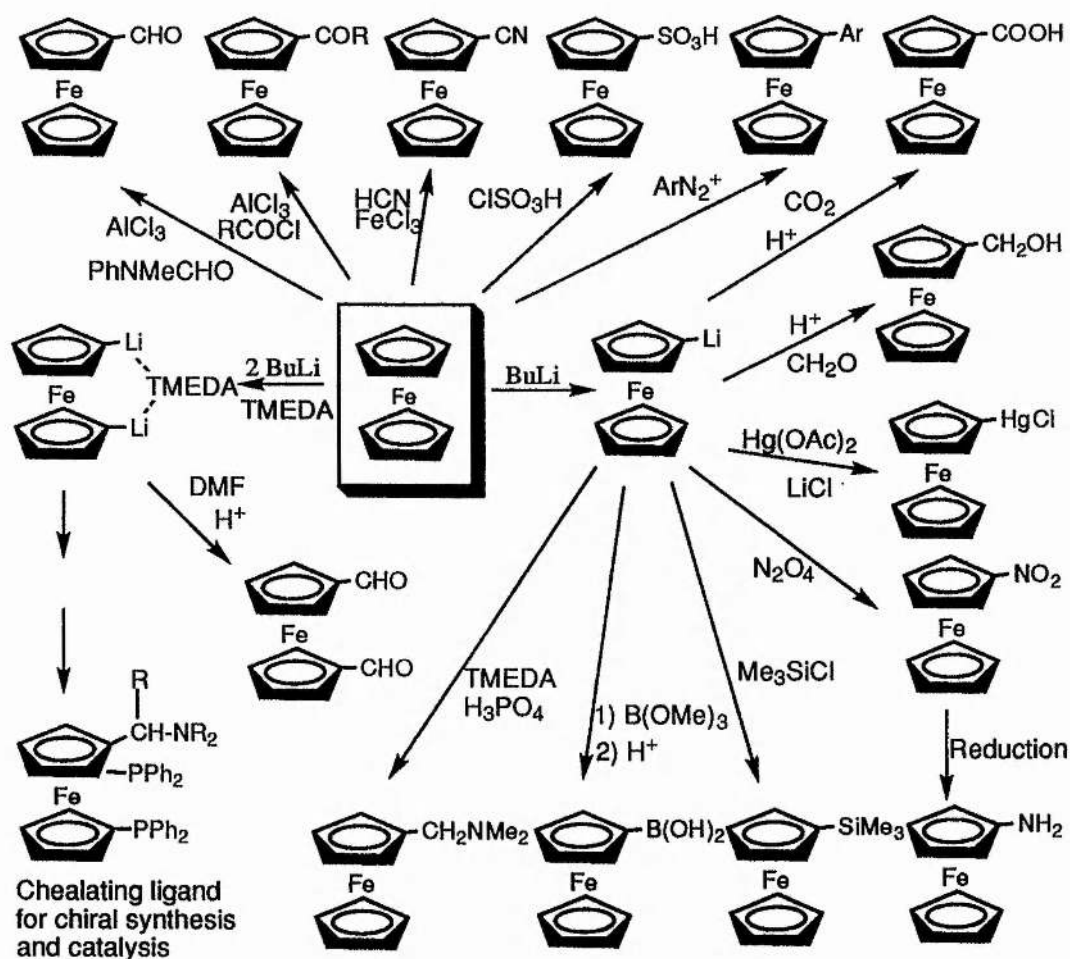 CHO
COR
CN
SO3H
Ar
COOH
Fe
Fe
Fe
Fe
Fe
Fe
AlCl3
PhNMeCHO
AlCl3
RCOCl
HCN
FeCl3
ClSO3H
ArN2+
CO2
H+
CH2OH
Fe
H+
CH2O
Li
Fe
Li
TMEDA
2 BuLi
TMEDA
Fe
BuLi
Li
Fe
Hg(OAc)2
LiCl
HgCl
Fe
DMF
H+
CHO
Fe
CHO
N2O4
NO2
Fe
TMEDA
H3PO4
1) B(OMe)3
2) H+
Me3SiCl
Reduction
R
CH-NR2
PPh2
Fe
PPh2
CH2NMe2
Fe
B(OH)2
Fe
SiMe3
Fe
NH2
Fe
Chealating ligand
for chiral synthesis
and catalysis